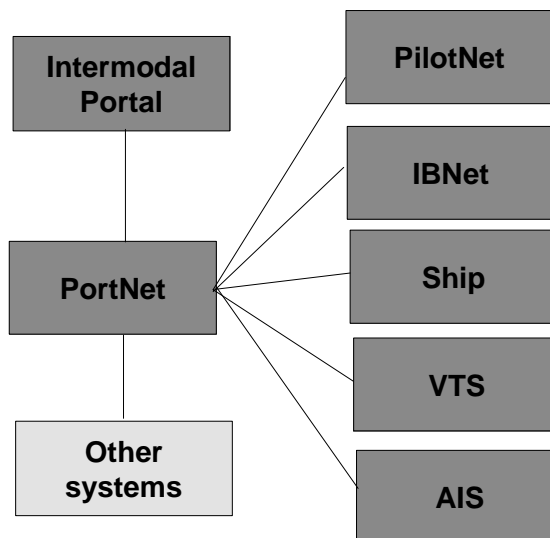 Intermodal
Portal
PortNet
Other
systems
PilotNet
IBNet
Ship
VTS
AIS